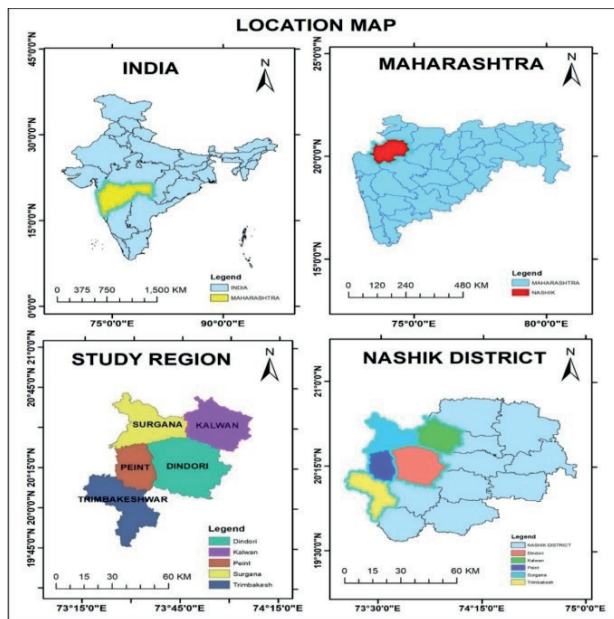 LOCATION MAP
INDIA
N
45°0'0"N
30°0'0"N
15°0'0"N
0°0'0"
0 375 750 1,500 KM
Legend
INDIA
MAHARASHTRA
75°0'0"E 90°0'0"E
MAHARASHTRA
N
25°0'0"N
20°0'0"N
15°0'0"N
Legend
MAHARASHTRA
NASHIK
0 120 240 480 KM
75°0'0"E 80°0'0"E
STUDY REGION
N
21°0'0"N
20°45'0"N
20°15'0"N
20°0'0"N
19°45'0"N
SURGANA
KALWAN
PEINT
DINDORI
TRIMBAKESHWAR
Legend
Dindori
Kalwan
Peint
Surgana
Trimbakesh
0 15 30 60 KM
73°15'0"E 73°45'0"E 74°15'0"E
NASHIK DISTRICT
N
21°0'0"N
20°15'0"N
19°30'0"N
Legend
NASHIK DISTRICT
Dindori
Kalwan
Peint
Surgana
Trimbakesh
0 15 30 60 KM
73°30'0"E 74°15'0"E 75°0'0"E